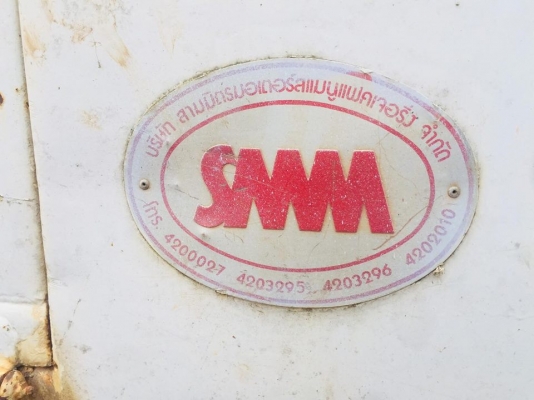 บริษัท สามมิตรมอเตอร์สแมนูแฟคเจอริ่ง จำกัด
SMMM
โทร. 4200027 4203295 4203296 4202010